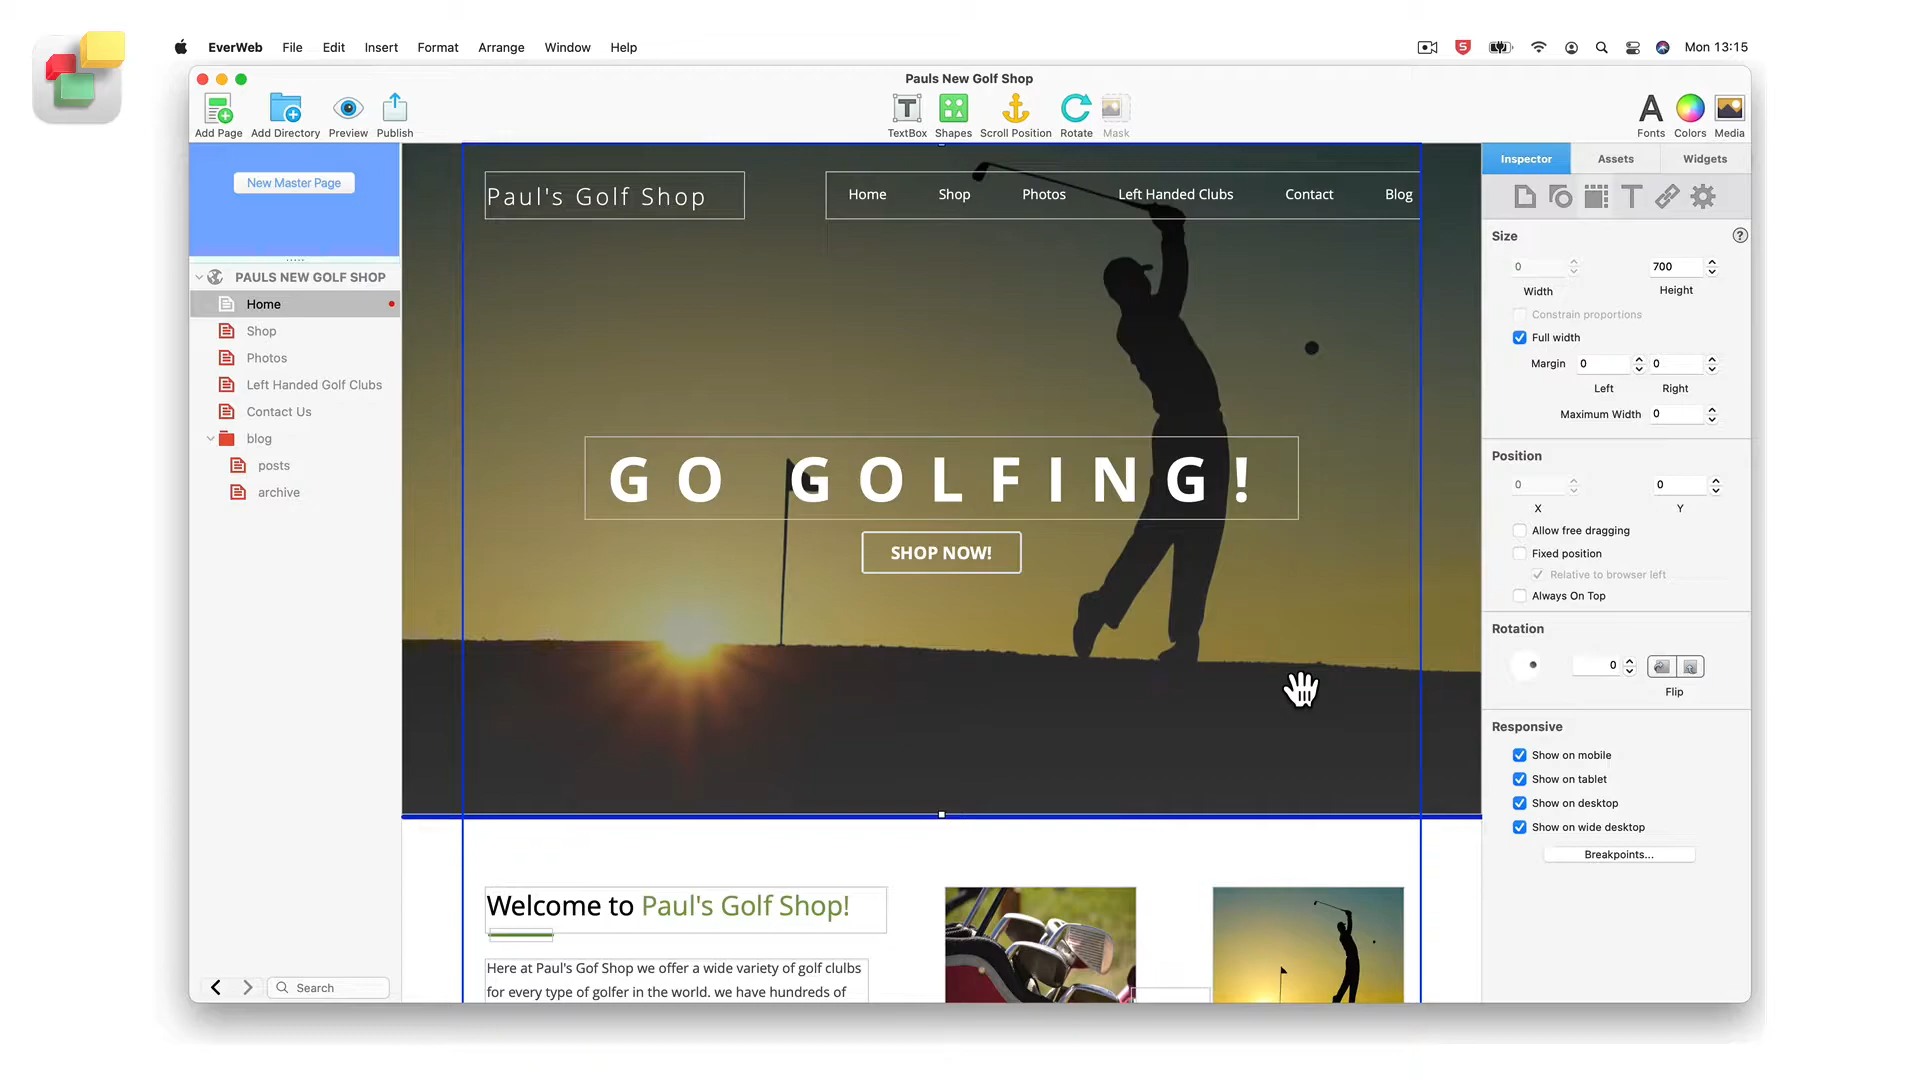 EverWeb File Edit Insert Format Arrange Window Help
S
Mon 13:15
Pauls New Golf Shop
Add Page Add Directory Preview Publish
T
TextBox Shapes Scroll Position Rotate Mask
A
Fonts Colors Media
New Master Page
PAULS NEW GOLF SHOP
Home
Shop
Photos
Left Handed Golf Clubs
Contact Us
blog
posts
archive
Search
Paul's Golf Shop
Home Shop Photos Left Handed Clubs Contact Blog
GO GOLFING!
SHOP NOW!
Welcome to Paul's Golf Shop!
Here at Paul's Gof Shop we offer a wide variety of golf clulbs
for every type of golfer in the world. we have hundreds of
Inspector Assets Widgets
T
Size
?
0 700
Width Height
Constrain proportions
Full width
Margin 0 0
Left Right
Maximum Width 0
Position
0 0
X Y
Allow free dragging
Fixed position
Relative to browser left
Always On Top
Rotation
0
Flip
Responsive
Show on mobile
Show on tablet
Show on desktop
Show on wide desktop
Breakpoints...